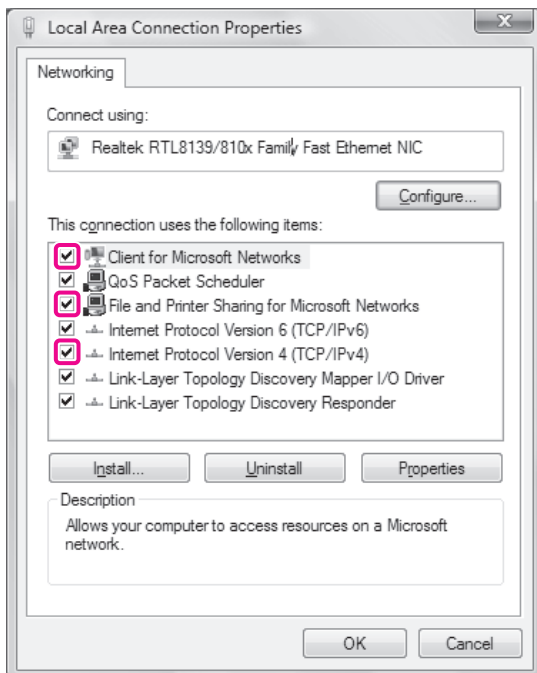 Local Area Connection Properties
Networking
Connect using:
Realtek RTL8139/810x Family Fast Ethernet NIC
Configure...
This connection uses the following items:
Client for Microsoft Networks
QoS Packet Scheduler
File and Printer Sharing for Microsoft Networks
Internet Protocol Version 6 (TCP/IPv6)
Internet Protocol Version 4 (TCP/IPv4)
Link-Layer Topology Discovery Mapper I/O Driver
Link-Layer Topology Discovery Responder
Install... Uninstall Properties
Description
Allows your computer to access resources on a Microsoft
network.
OK Cancel